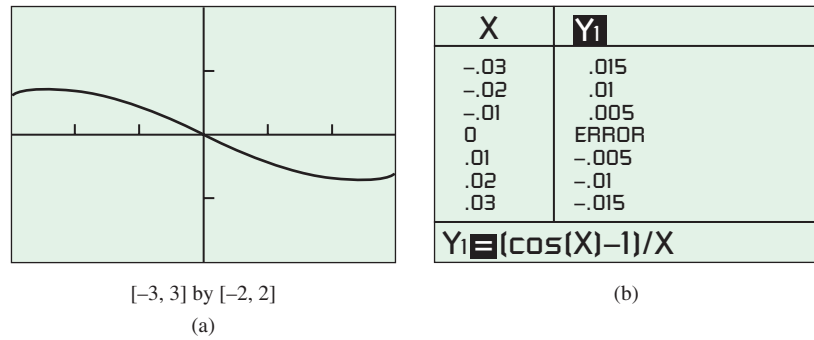 X Y1
–.03 .015
–.02 .01
–.01 .005
0 ERROR
.01 –.005
.02 –.01
.03 –.015
Y1=(cos(X)–1)/X
[–3, 3] by [–2, 2]
(a)
(b)